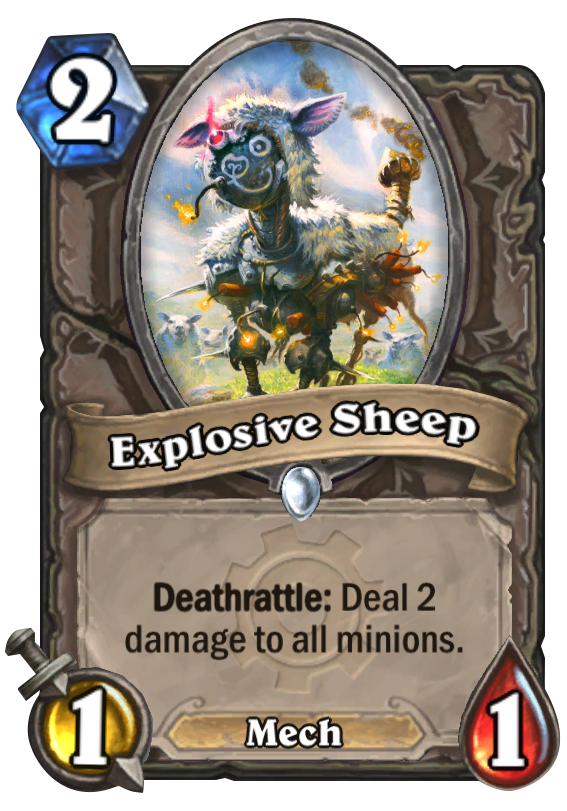 2
Explosive Sheep
Deathrattle: Deal 2
damage to all minions.
1
Mech
1